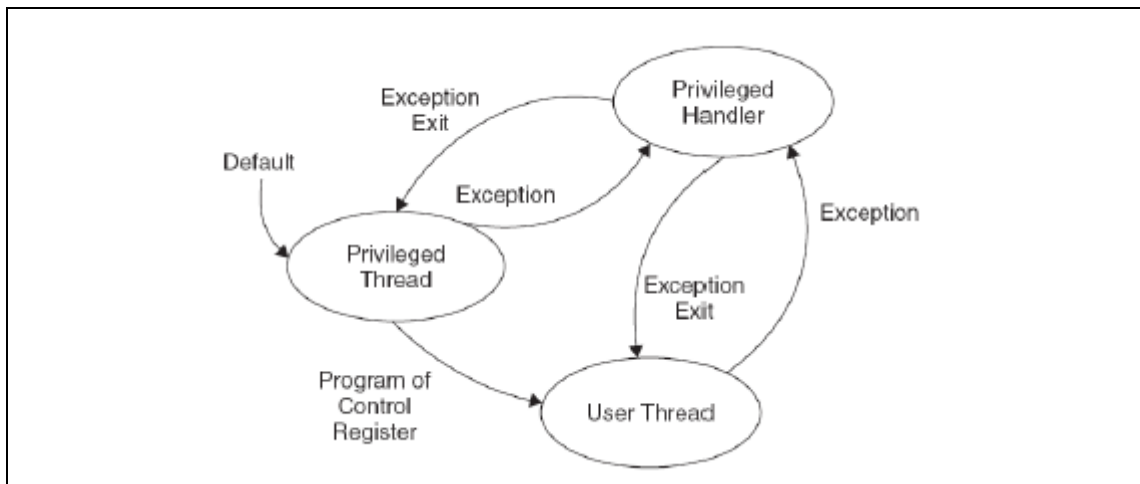 Privileged
Handler
Exception
Exit
Default
Exception
Exception
Privileged
Thread
Exception
Exit
Program of
Control
Register
User Thread